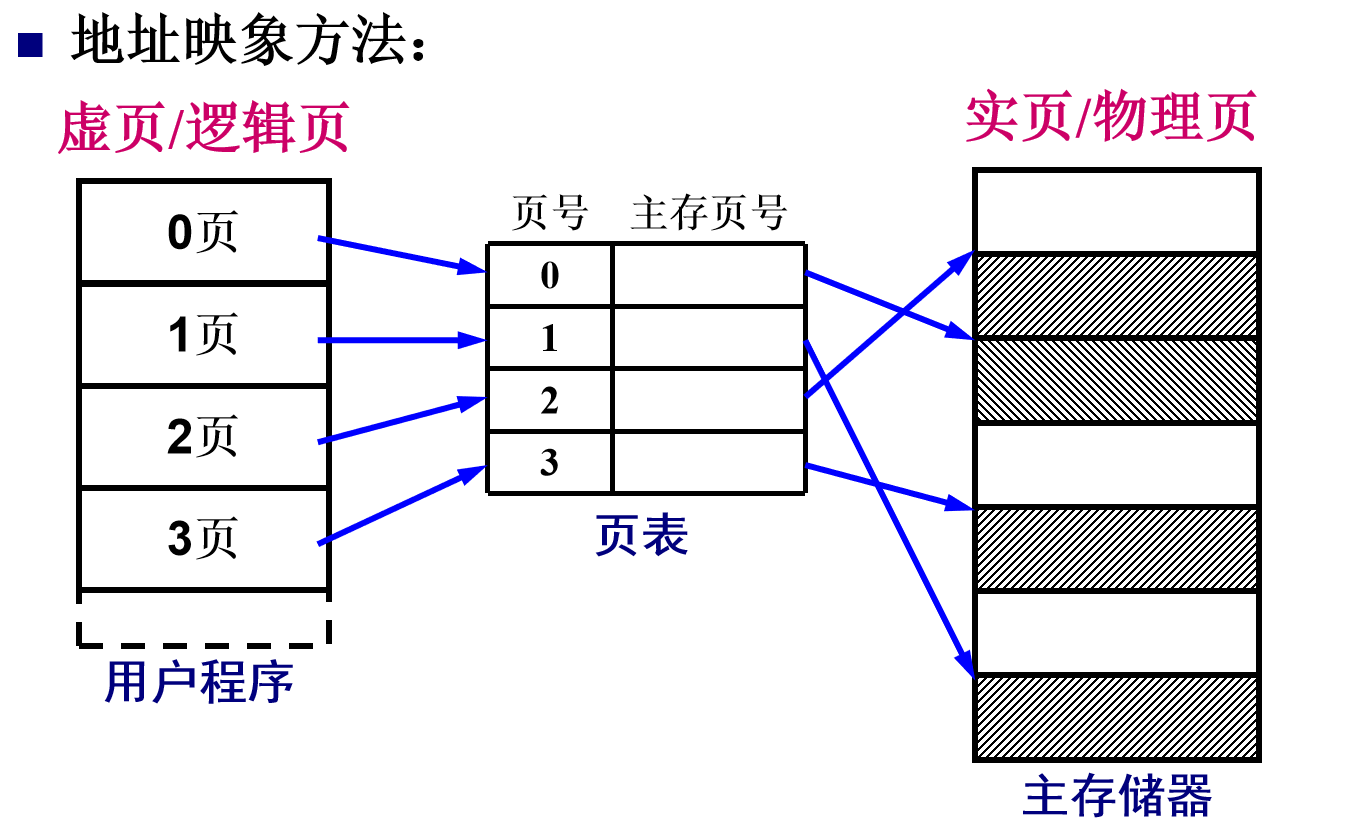 ■ 地址映象方法：
虚页/逻辑页
实页/物理页
页号 主存页号
0页
1页
2页
3页
0
1
2
3
页表
用户程序
主存储器